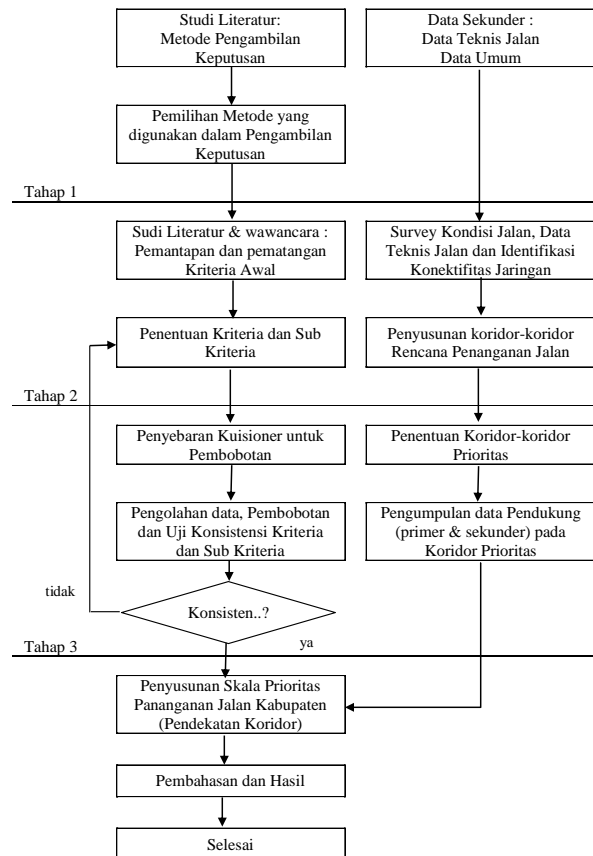 Studi Literatur:
Metode Pengambilan
Keputusan
Data Sekunder :
Data Teknis Jalan
Data Umum
Pemilihan Metode yang
digunakan dalam Pengambilan
Keputusan
Tahap 1
Sudi Literatur & wawancara :
Pemantapan dan pematangan
Kriteria Awal
Survey Kondisi Jalan, Data
Teknis Jalan dan Identifikasi
Konektifitas Jaringan
Penentuan Kriteria dan Sub
Kriteria
Penyusunan koridor-koridor
Rencana Penanganan Jalan
Tahap 2
Penyebaran Kuisioner untuk
Pembobotan
Penentuan Koridor-koridor
Prioritas
Pengolahan data, Pembobotan
dan Uji Konsistensi Kriteria
dan Sub Kriteria
Pengumpulan data Pendukung
(primer & sekunder) pada
Koridor Prioritas
tidak
Konsisten..?
ya
Tahap 3
Penyusunan Skala Prioritas
Pananganan Jalan Kabupaten
(Pendekatan Koridor)
Pembahasan dan Hasil
Selesai